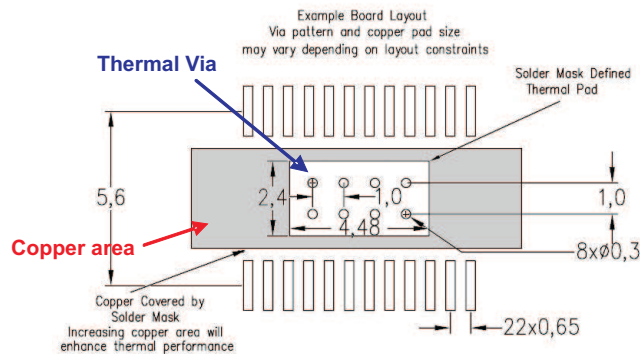 Example Board Layout
Via pattern and copper pad size
may vary depending on layout constraints
Thermal Via
Solder Mask Defined
Thermal Pad
5,6
2,4
1,0
1,0
4,48
Copper area
8xø0,3
Copper Covered by
Solder Mask
Increasing copper area will
enhance thermal performance
22x0,65